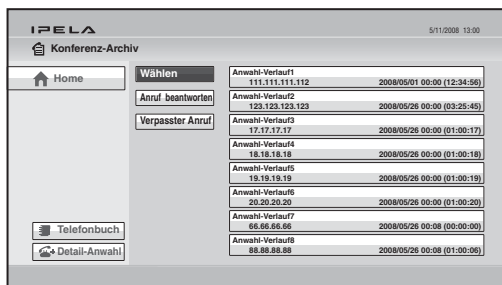 IPELA
5/11/2008 13:00
Konferenz-Archiv
Home
Wählen
Anruf beantworten
Verpasster Anruf
Anwahl-Verlauf1
111.111.111.112 2008/05/01 00:00 (12:34:56)
Anwahl-Verlauf2
123.123.123.123 2008/05/26 00:00 (03:25:45)
Anwahl-Verlauf3
17.17.17.17 2008/05/26 00:00 (01:00:17)
Anwahl-Verlauf4
18.18.18.18 2008/05/26 00:00 (01:00:18)
Anwahl-Verlauf5
19.19.19.19 2008/05/26 00:00 (01:00:19)
Anwahl-Verlauf6
20.20.20.20 2008/05/26 00:00 (01:00:20)
Anwahl-Verlauf7
66.66.66.66 2008/05/26 00:08 (00:00:00)
Anwahl-Verlauf8
88.88.88.88 2008/05/26 00:08 (01:00:06)
Telefonbuch
Detail-Anwahl